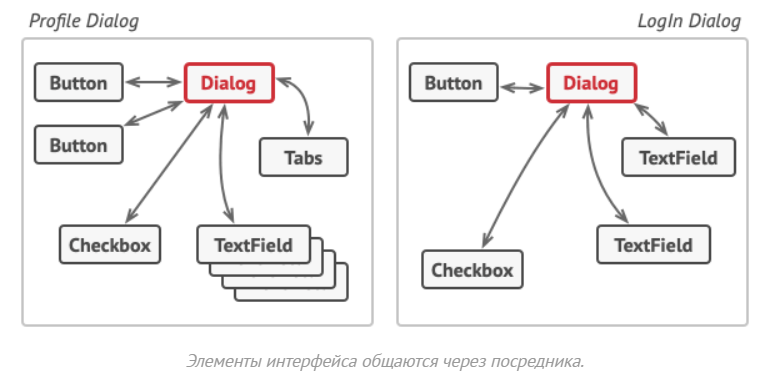 Profile Dialog
LogIn Dialog
Button
Dialog
Button
Tabs
Checkbox
TextField
Button
Dialog
TextField
TextField
Checkbox
Элементы интерфейса общаются через посредника.